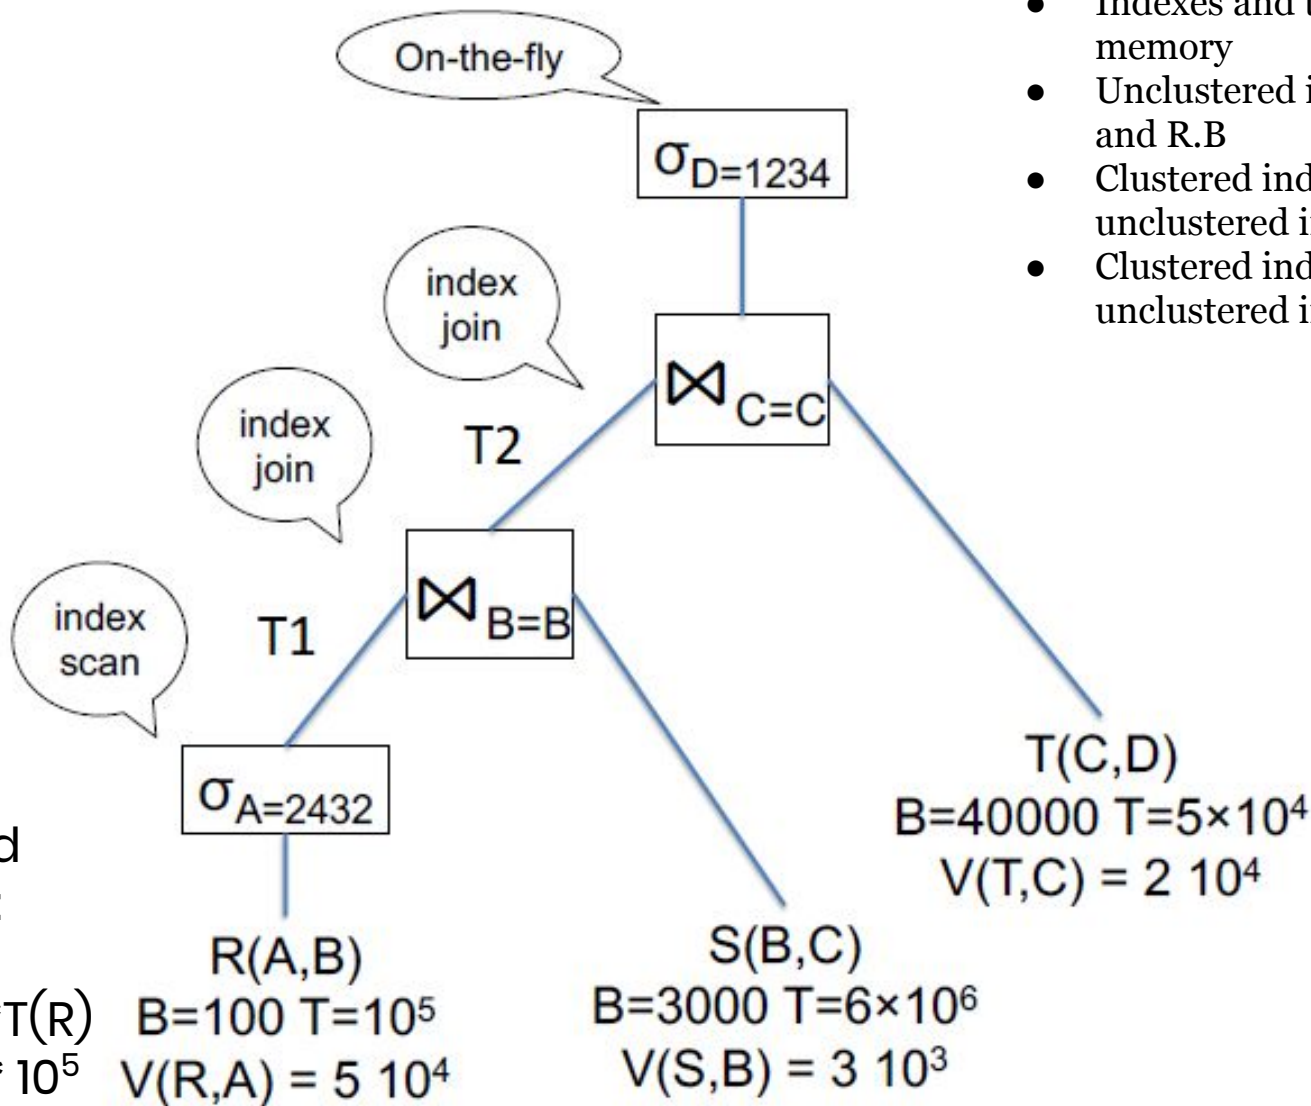 On-the-fly
σD=1234
index
join
⋈ C=C
T2
index
join
⋈ B=B
T1
index
scan
σA=2432
R(A,B)
B=100 T=10⁵
V(R,A) = 5 10⁴
S(B,C)
B=3000 T=6×10⁶
V(S,B) = 3 10³
T(C,D)
B=40000 T=5×10⁴
V(T,C) = 2 10⁴
● Indexes and
memory
● Unclustered
and R.B
● Clustered
unclustered
● Clustered
unclustered
T(R)
* 10⁵